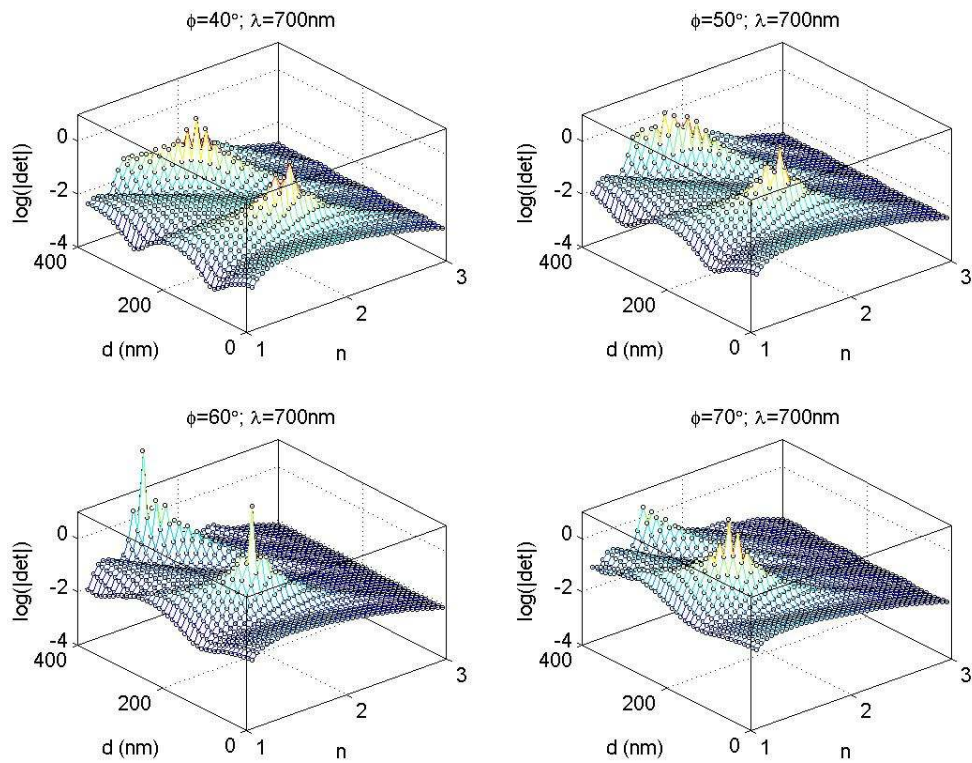 ϕ=40°; λ=700nm
log(|det|)
0
-2
-4
400
200
0
d (nm)
1
2
3
n
ϕ=50°; λ=700nm
log(|det|)
0
-2
-4
400
200
0
d (nm)
1
2
3
n
ϕ=60°; λ=700nm
log(|det|)
0
-2
-4
400
200
0
d (nm)
1
2
3
n
ϕ=70°; λ=700nm
log(|det|)
0
-2
-4
400
200
0
d (nm)
1
2
3
n